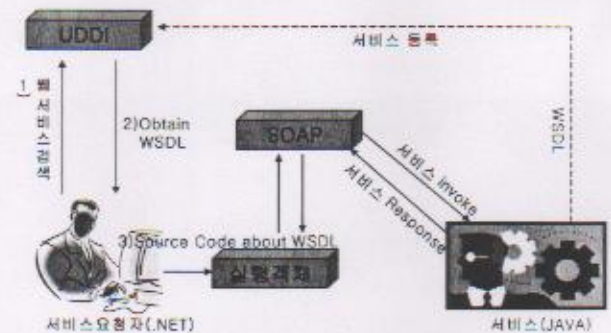 UDDI
서비스 등록
1) 웹 서비스검색
2)Obtain
WSDL
SOAP
WSDL
서비스 invoke
서비스 Response
3)Source Code about WSDL
실행객체
서비스요청자(.NET)
서비스(JAVA)